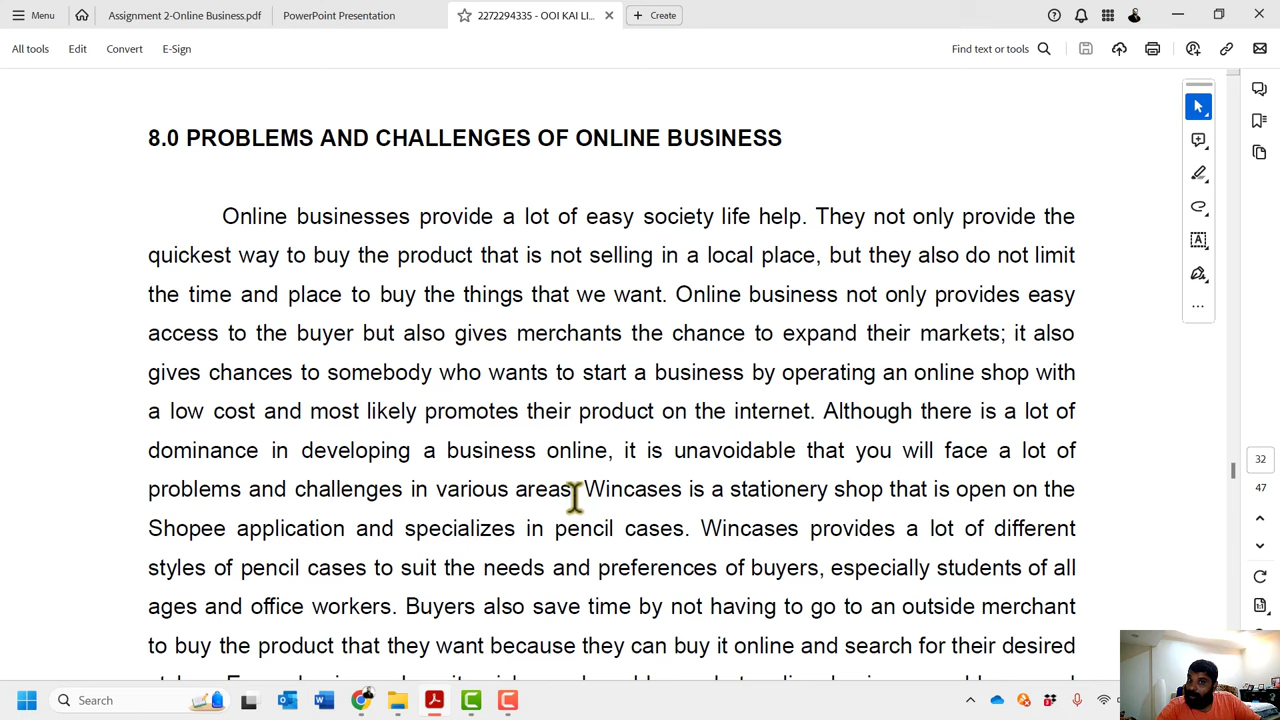 Menu
Assignment 2-Online Business.pdf
PowerPoint Presentation
2272294335 - OOI KAI LI...
Create
All tools
Edit
Convert
E-Sign
Find text or tools
8.0 PROBLEMS AND CHALLENGES OF ONLINE BUSINESS
Online businesses provide a lot of easy society life help. They not only provide the
quickest way to buy the product that is not selling in a local place, but they also do not limit
the time and place to buy the things that we want. Online business not only provides easy
access to the buyer but also gives merchants the chance to expand their markets; it also
gives chances to somebody who wants to start a business by operating an online shop with
a low cost and most likely promotes their product on the internet. Although there is a lot of
dominance in developing a business online, it is unavoidable that you will face a lot of
problems and challenges in various areas. Wincases is a stationery shop that is open on the
Shopee application and specializes in pencil cases. Wincases provides a lot of different
styles of pencil cases to suit the needs and preferences of buyers, especially students of all
ages and office workers. Buyers also save time by not having to go to an outside merchant
to buy the product that they want because they can buy it online and search for their desired
32
47
Search